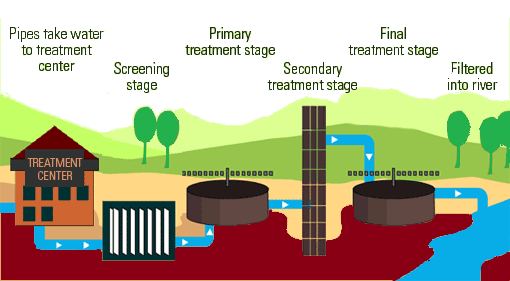 Pipes take water
to treatment
center
Screening
stage
Primary
treatment stage
Secondary
treatment stage
Final
treatment stage
Filtered
into river
TREATMENT
CENTER